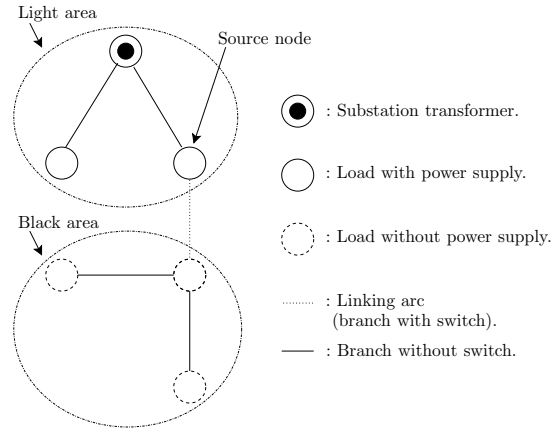 Light area
Source node
: Substation transformer.
: Load with power supply.
Black area
: Load without power supply.
: Linking arc
(branch with switch).
: Branch without switch.